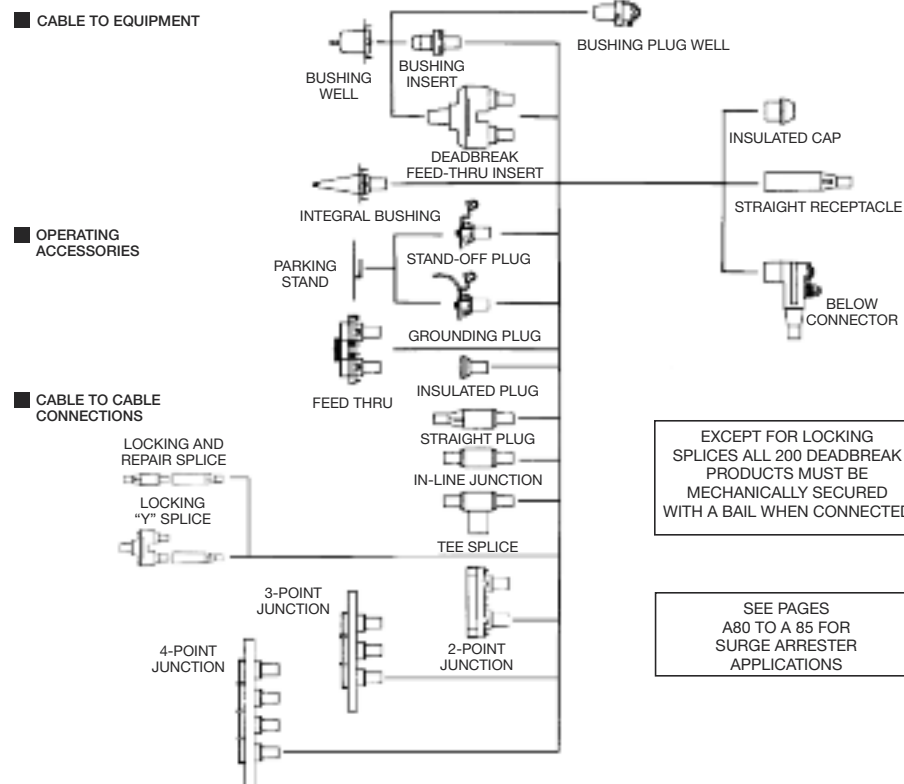 CABLE TO EQUIPMENT
BUSHING PLUG WELL
BUSHING
WELL
BUSHING
INSERT
DEADBREAK
FEED-THRU INSERT
INSULATED CAP
INTEGRAL BUSHING
STRAIGHT RECEPTACLE
OPERATING
ACCESSORIES
PARKING
STAND
STAND-OFF PLUG
BELOW
CONNECTOR
GROUNDING PLUG
FEED THRU
INSULATED PLUG
CABLE TO CABLE
CONNECTIONS
STRAIGHT PLUG
LOCKING AND
REPAIR SPLICE
IN-LINE JUNCTION
LOCKING
"Y" SPLICE
TEE SPLICE
EXCEPT FOR LOCKING
SPLICES ALL 200 DEADBREAK
PRODUCTS MUST BE
MECHANICALLY SECURED
WITH A BAIL WHEN CONNECTED
3-POINT
JUNCTION
4-POINT
JUNCTION
2-POINT
JUNCTION
SEE PAGES
A80 TO A 85 FOR
SURGE ARRESTER
APPLICATIONS